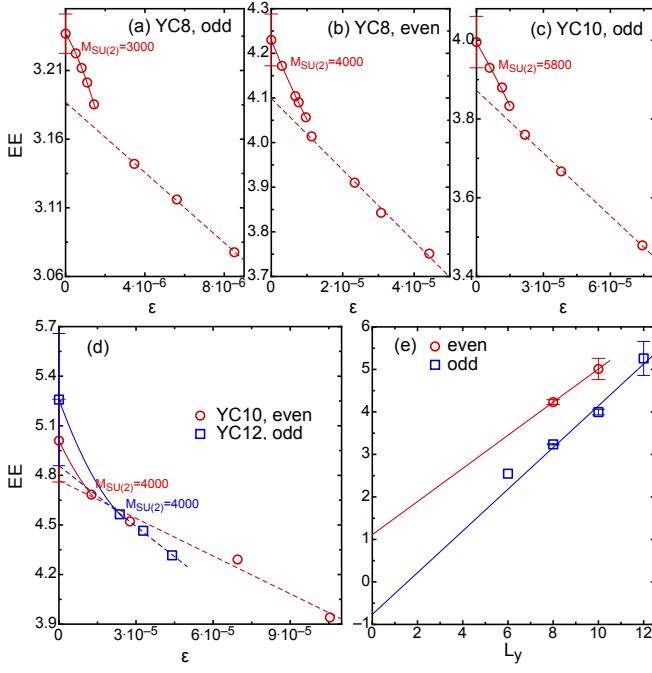 (a) YC8, odd
M_SU(2)=3000
EE
3.21
3.16
3.11
3.06
0
4·10^-6
8·10^-6
ε
(b) YC8, even
M_SU(2)=4000
4.3
4.2
4.1
4.0
3.9
3.8
3.7
0
2·10^-5
4·10^-5
ε
(c) YC10, odd
M_SU(2)=5800
4.0
3.8
3.6
3.4
0
3·10^-5
6·10^-5
ε
(d)
YC10, even
YC12, odd
M_SU(2)=4000
M_SU(2)=4000
EE
5.7
5.4
5.1
4.8
4.5
4.2
3.9
0
3·10^-5
6·10^-5
9·10^-5
ε
(e)
even
odd
6
5
4
3
2
1
0
−1
0
2
4
6
8
10
12
L_y